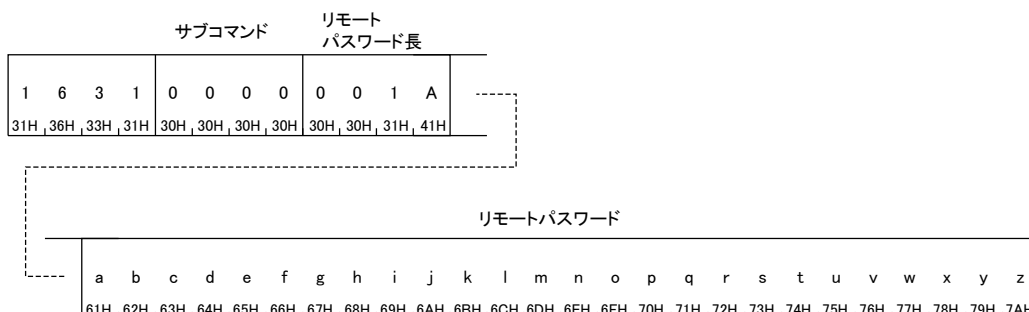 サブコマンド
リモート
パスワード長
1 6 3 1 0 0 0 0 0 0 1 A
31H 36H 33H 31H 30H 30H 30H 30H 30H 30H 31H 41H
リモートパスワード
a b c d e f g h i j k l m n o p q r s t u v w x y z
61H 62H 63H 64H 65H 66H 67H 68H 69H 6AH 6BH 6CH 6DH 6EH 6FH 70H 71H 72H 73H 74H 75H 76H 77H 78H 79H 7AH